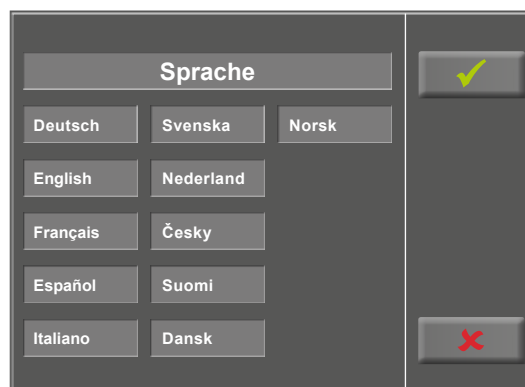 Sprache
Deutsch Svenska Norsk
English Nederland
Français Česky
Español Suomi
Italiano Dansk